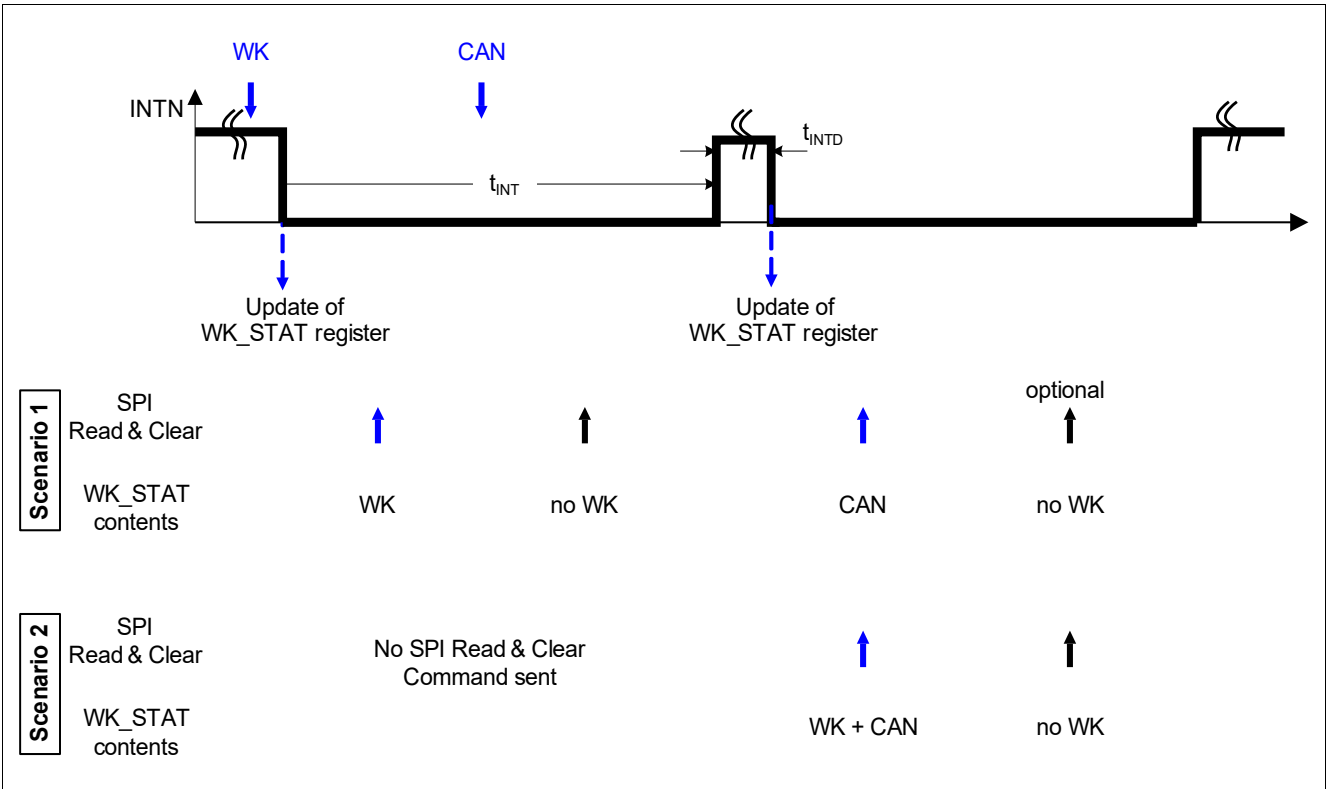 WK
CAN
INTN
tINTD
tINT
Update of
WK_STAT register
Update of
WK_STAT register
Scenario 1
SPI
Read & Clear
optional
WK_STAT
contents
WK
no WK
CAN
no WK
Scenario 2
SPI
Read & Clear
No SPI Read & Clear
Command sent
WK_STAT
contents
WK + CAN
no WK